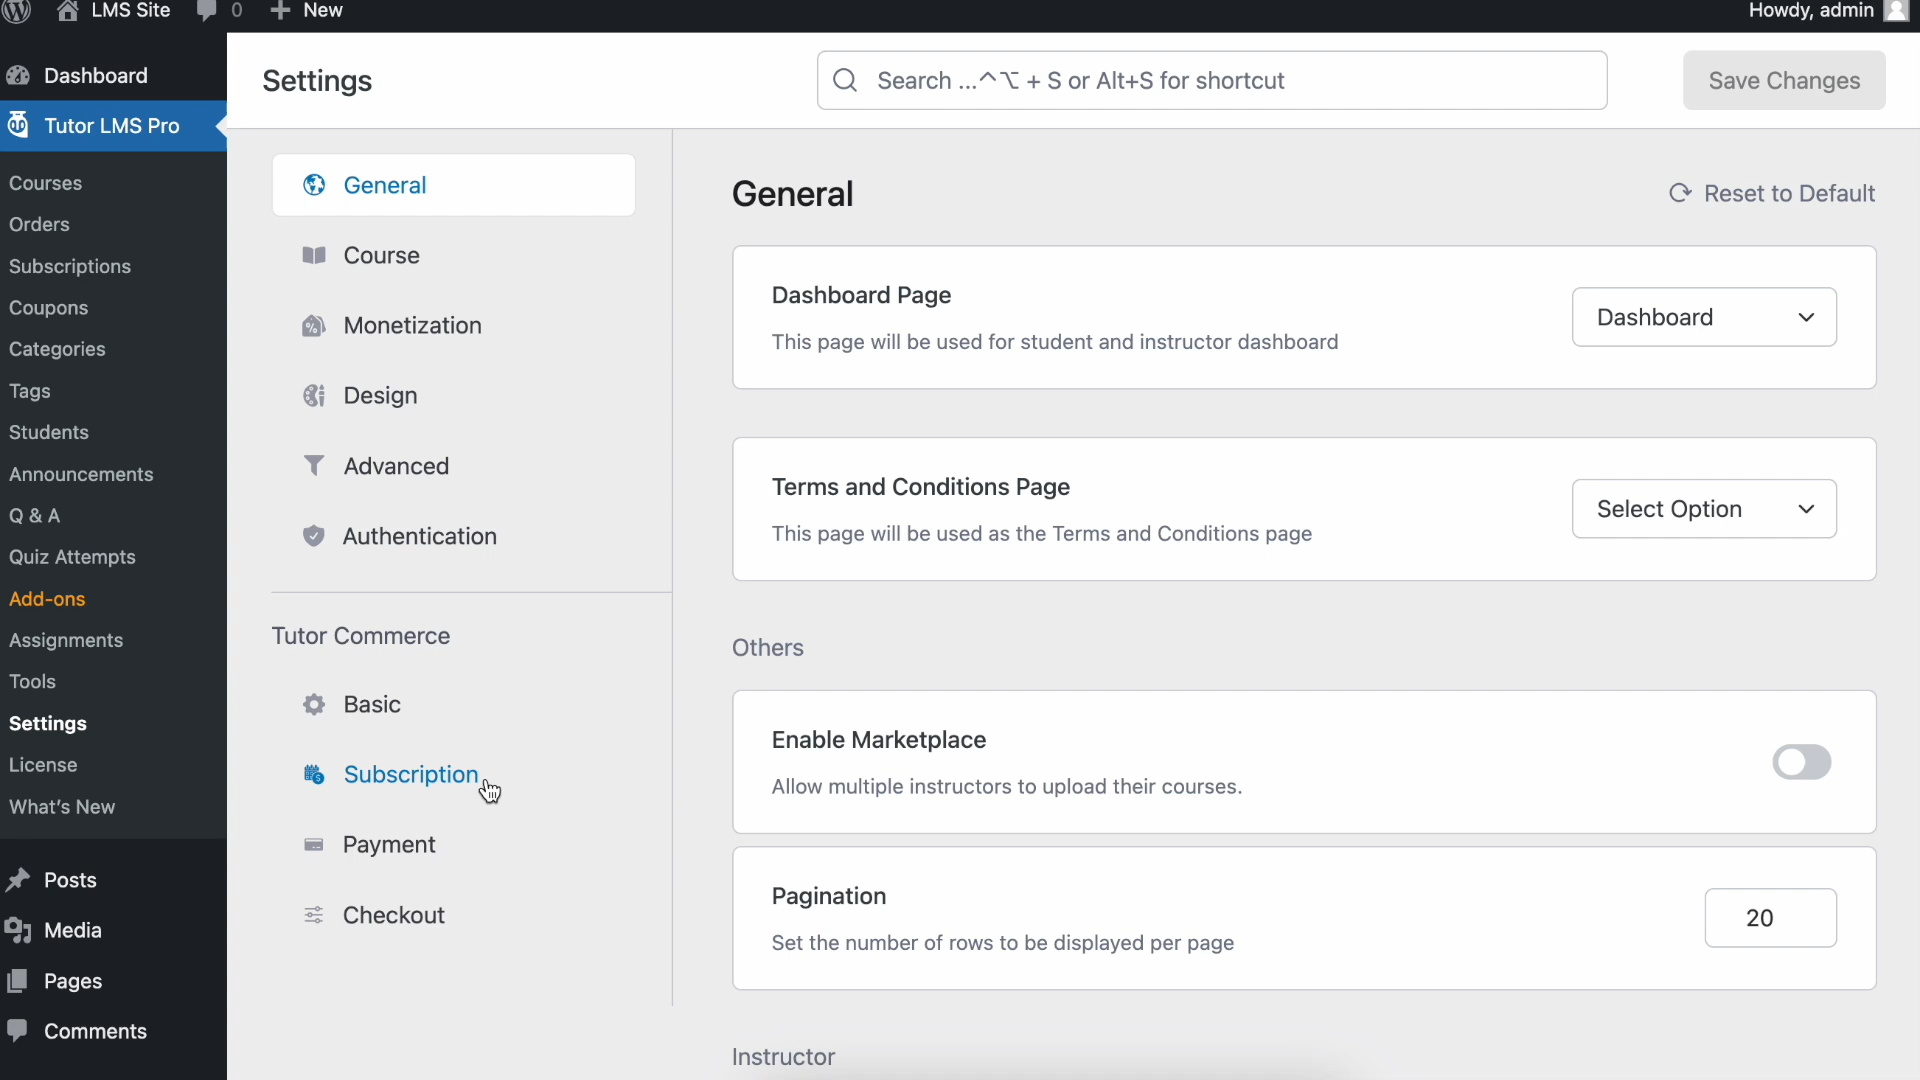 LMS Site
0
New
Howdy, admin
Dashboard
Tutor LMS Pro
Courses
Orders
Subscriptions
Coupons
Categories
Tags
Students
Announcements
Q & A
Quiz Attempts
Add-ons
Assignments
Tools
Settings
License
What's New
Posts
Media
Pages
Comments
Settings
Search ...^⌥ + S or Alt+S for shortcut
Save Changes
General
Course
Monetization
Design
Advanced
Authentication
Tutor Commerce
Basic
Subscription
Payment
Checkout
General
Reset to Default
Dashboard Page
This page will be used for student and instructor dashboard
Dashboard
Terms and Conditions Page
This page will be used as the Terms and Conditions page
Select Option
Others
Enable Marketplace
Allow multiple instructors to upload their courses.
Pagination
Set the number of rows to be displayed per page
20
Instructor